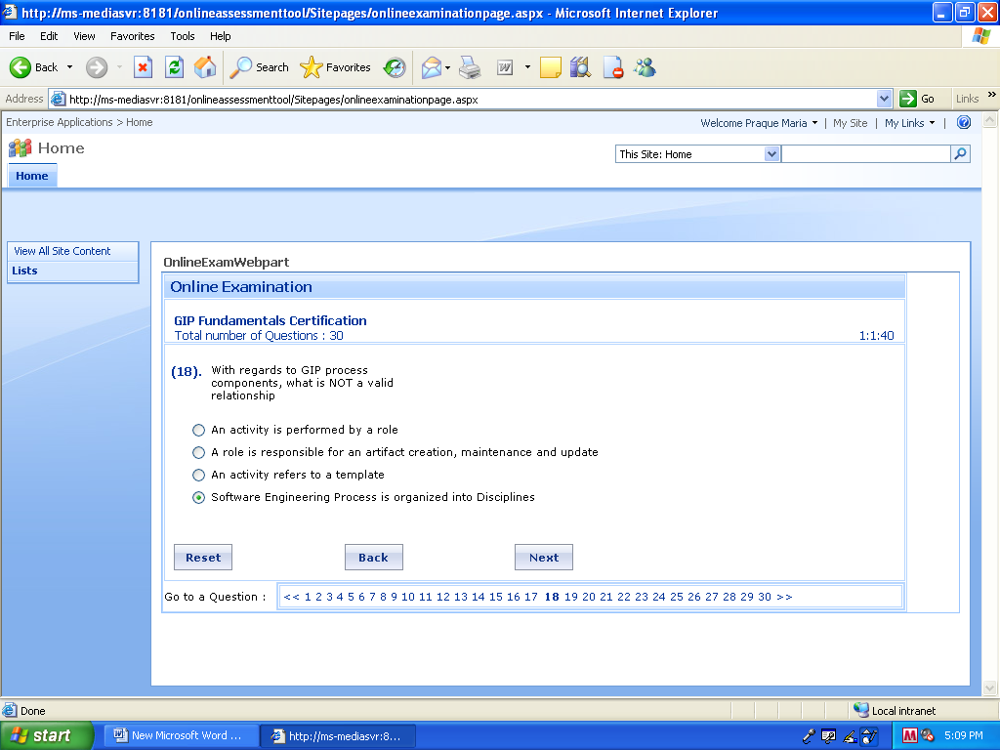 http://ms-mediasvr:8181/onlineassessmenttool/Sitepages/onlineexaminationpage.aspx - Microsoft Internet Explorer
File Edit View Favorites Tools Help
Back Search Favorites
Address http://ms-mediasvr:8181/onlineassessmenttool/Sitepages/onlineexaminationpage.aspx Go Links »
Enterprise Applications > Home Welcome Praque Maria | My Site | My Links |
Home
This Site: Home
Home
View All Site Content
Lists
OnlineExamWebpart
Online Examination
GIP Fundamentals Certification
Total number of Questions : 30 1:1:40
(18). With regards to GIP process
components, what is NOT a valid
relationship
An activity is performed by a role
A role is responsible for an artifact creation, maintenance and update
An activity refers to a template
Software Engineering Process is organized into Disciplines
Reset Back Next
Go to a Question : << 1 2 3 4 5 6 7 8 9 10 11 12 13 14 15 16 17 18 19 20 21 22 23 24 25 26 27 28 29 30 >>
Done Local intranet
start New Microsoft Word ... http://ms-mediasvr:8... 5:09 PM